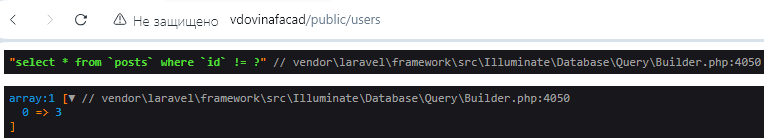 Не защищено vdovinafacad/public/users
"select * from `posts` where `id` != ?" // vendor\laravel\framework\src\Illuminate\Database\Query\Builder.php:4050
array:1 [▼ // vendor\laravel\framework\src\Illuminate\Database\Query\Builder.php:4050
0 => 3
]